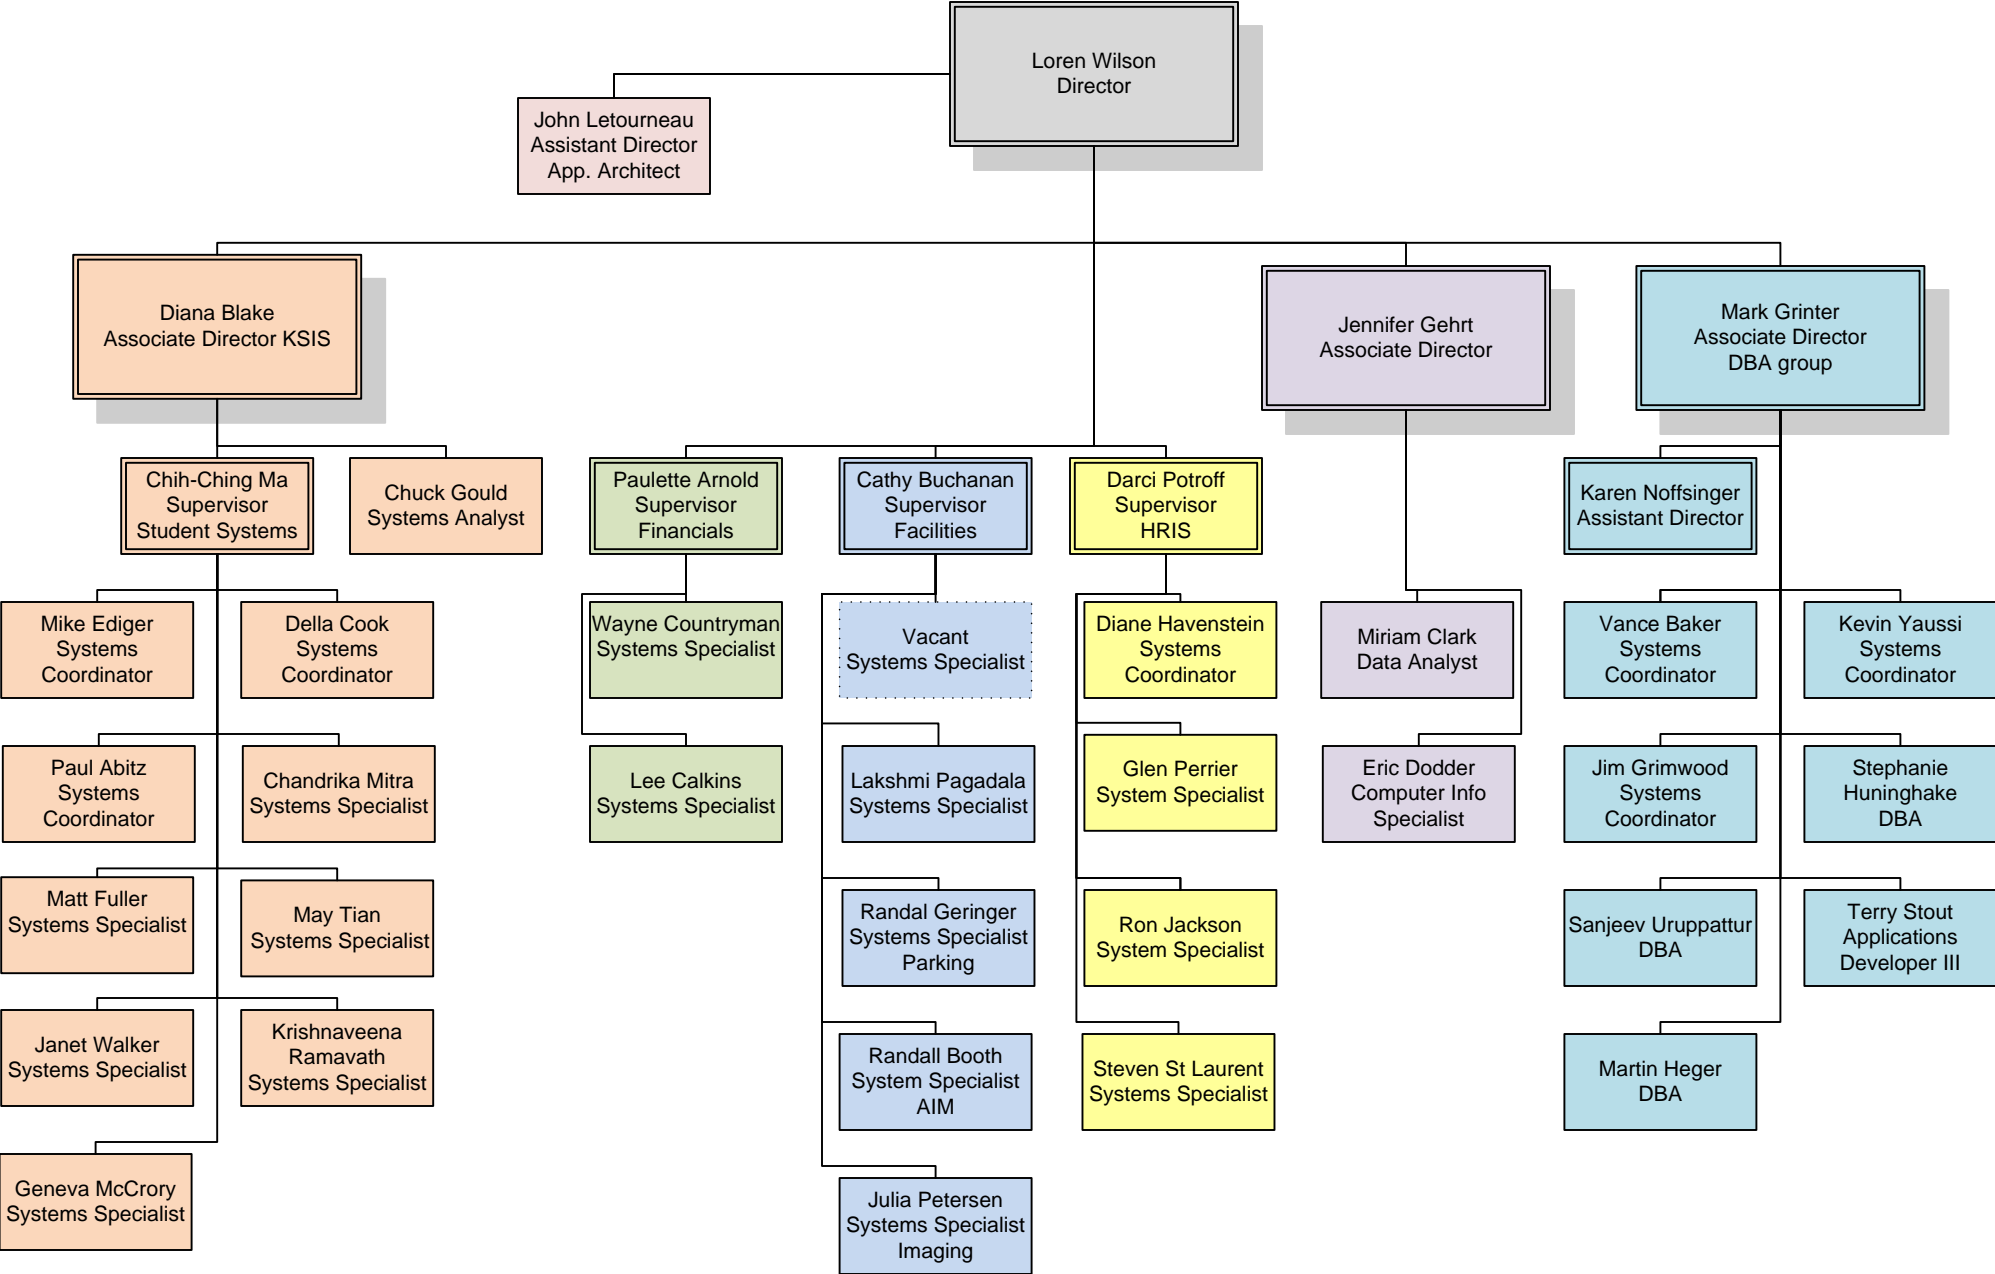 Loren Wilson
Director
John Letourneau
Assistant Director
App. Architect
Diana Blake
Associate Director KSIS
Jennifer Gehrt
Associate Director
Mark Grinter
Associate Director
DBA group
Chih-Ching Ma
Supervisor
Student Systems
Chuck Gould
Systems Analyst
Paulette Arnold
Supervisor
Financials
Cathy Buchanan
Supervisor
Facilities
Darci Potroff
Supervisor
HRIS
Karen Noffsinger
Assistant Director
Mike Ediger
Systems
Coordinator
Della Cook
Systems
Coordinator
Wayne Countryman
Systems Specialist
Vacant
Systems Specialist
Diane Havenstein
Systems
Coordinator
Miriam Clark
Data Analyst
Vance Baker
Systems
Coordinator
Kevin Yaussi
Systems
Coordinator
Paul Abitz
Systems
Coordinator
Chandrika Mitra
Systems Specialist
Lee Calkins
Systems Specialist
Lakshmi Pagadala
Systems Specialist
Glen Perrier
System Specialist
Eric Dodder
Computer Info
Specialist
Jim Grimwood
Systems
Coordinator
Stephanie
Huninghake
DBA
Matt Fuller
Systems Specialist
May Tian
Systems Specialist
Randal Geringer
Systems Specialist
Parking
Ron Jackson
System Specialist
Sanjeev Uruppattur
DBA
Terry Stout
Applications
Developer III
Janet Walker
Systems Specialist
Krishnaveena
Ramavath
Systems Specialist
Randall Booth
System Specialist
AIM
Steven St Laurent
Systems Specialist
Martin Heger
DBA
Geneva McCrory
Systems Specialist
Julia Petersen
Systems Specialist
Imaging